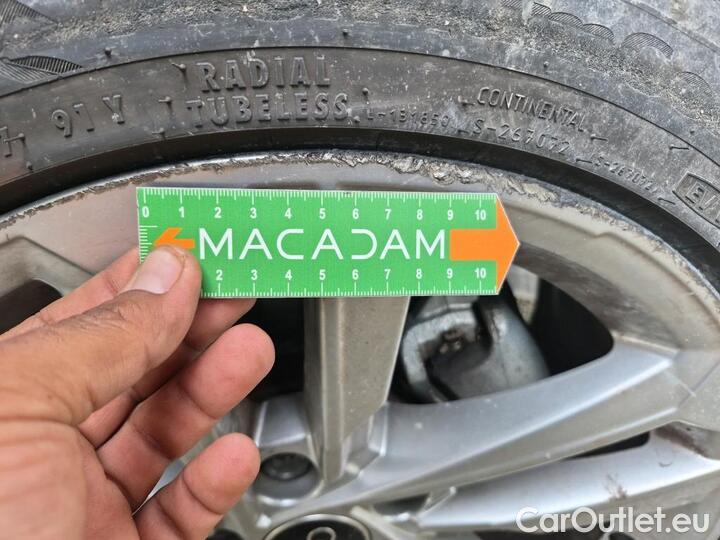 RADIAL
TUBELESS
91 Y
CONTINENTAL
0 1 2 3 4 5 6 7 8 9 10
MACADAM
2 3 4 5 6 7 8 9 10
CarOutlet.eu